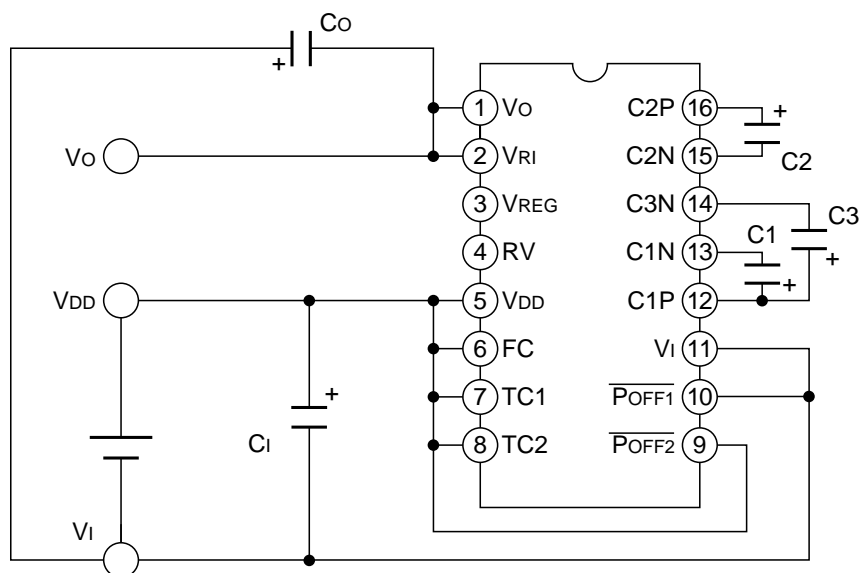 CO
+
1 VO C2P 16 +
VO 2 VRI C2N 15 C2
3 VREG C3N 14 C3
4 RV C1N 13 C1 +
VDD 5 VDD C1P 12 +
6 FC VI 11
+
7 TC1 POFF1 10
CI 8 TC2 POFF2 9
VI